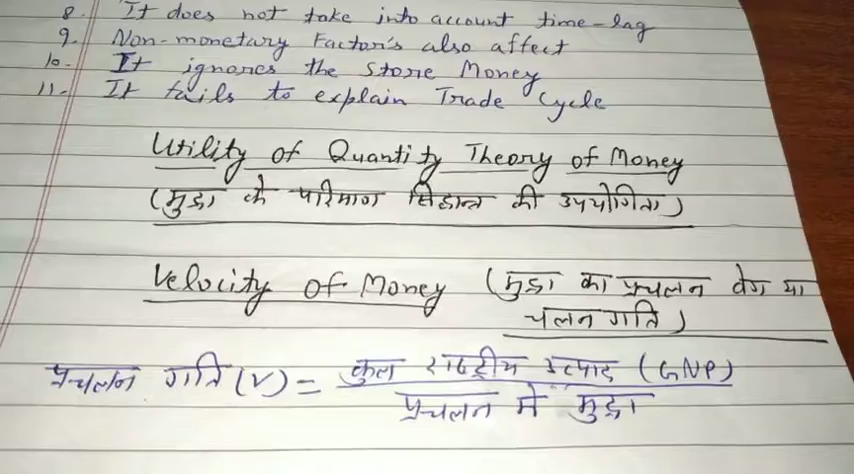 8. It does not take into account time-lag
9. Non-monetary Factor's also affect
10. It ignores the Store Money
11. It fails to explain Trade Cycle
Utility of Quantity Theory of Money
(मुद्रा के परिमाण सिद्धान्त की उपयोगिता)
Velocity of Money (मुद्रा का प्रचलन वेग या
चलन गति)
प्रचलन गति (V) = कुल राष्ट्रीय उत्पाद (GNP)
प्रचलन में मुद्रा